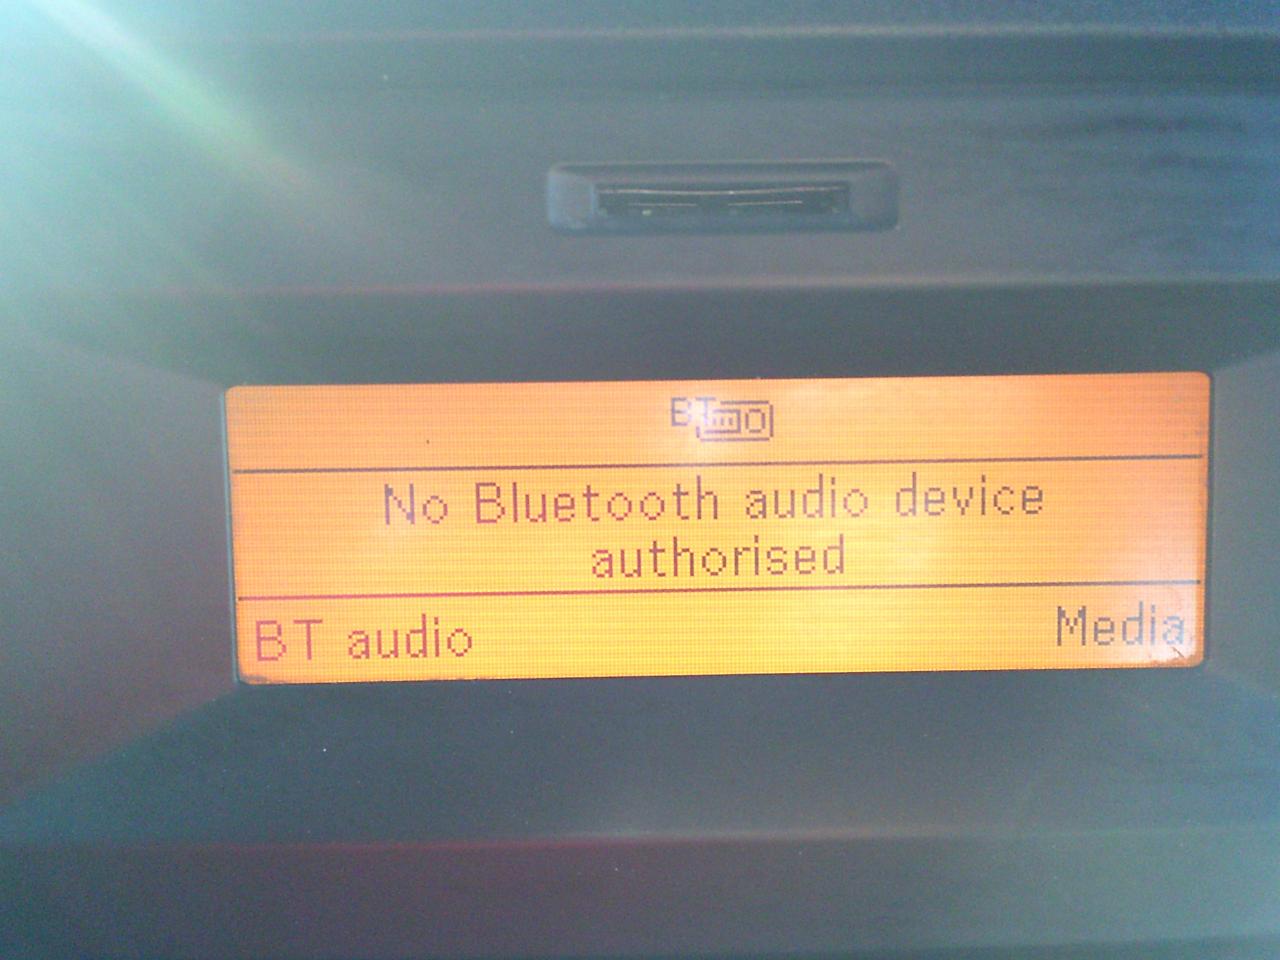 BT
No Bluetooth audio device
authorised
BT audio Media